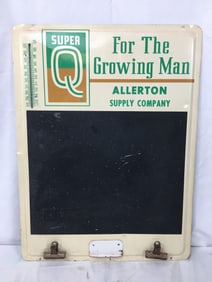 SUPER
Q
For The
Growing Man
ALLERTON
SUPPLY COMPANY